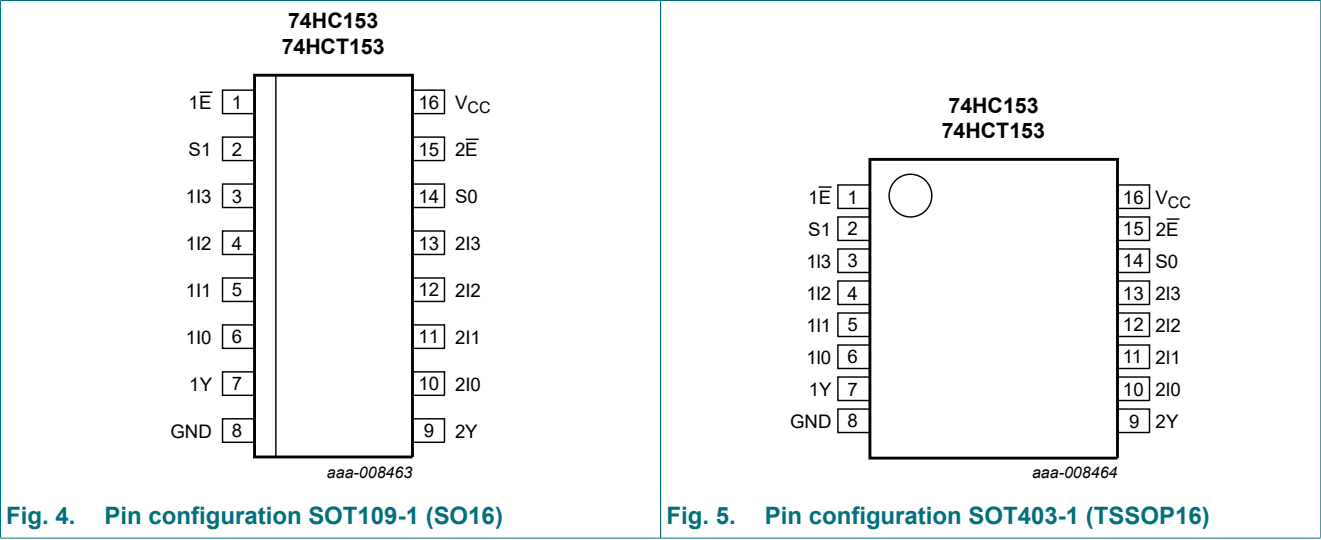 74HC153
74HCT153
1E̅ 1 16 VCC
S1 2 15 2E̅
1I3 3 14 S0
1I2 4 13 2I3
1I1 5 12 2I2
1I0 6 11 2I1
1Y 7 10 2I0
GND 8 9 2Y
aaa-008463
Fig. 4. Pin configuration SOT109-1 (SO16)
74HC153
74HCT153
1E̅ 1 16 VCC
S1 2 15 2E̅
1I3 3 14 S0
1I2 4 13 2I3
1I1 5 12 2I2
1I0 6 11 2I1
1Y 7 10 2I0
GND 8 9 2Y
aaa-008464
Fig. 5. Pin configuration SOT403-1 (TSSOP16)